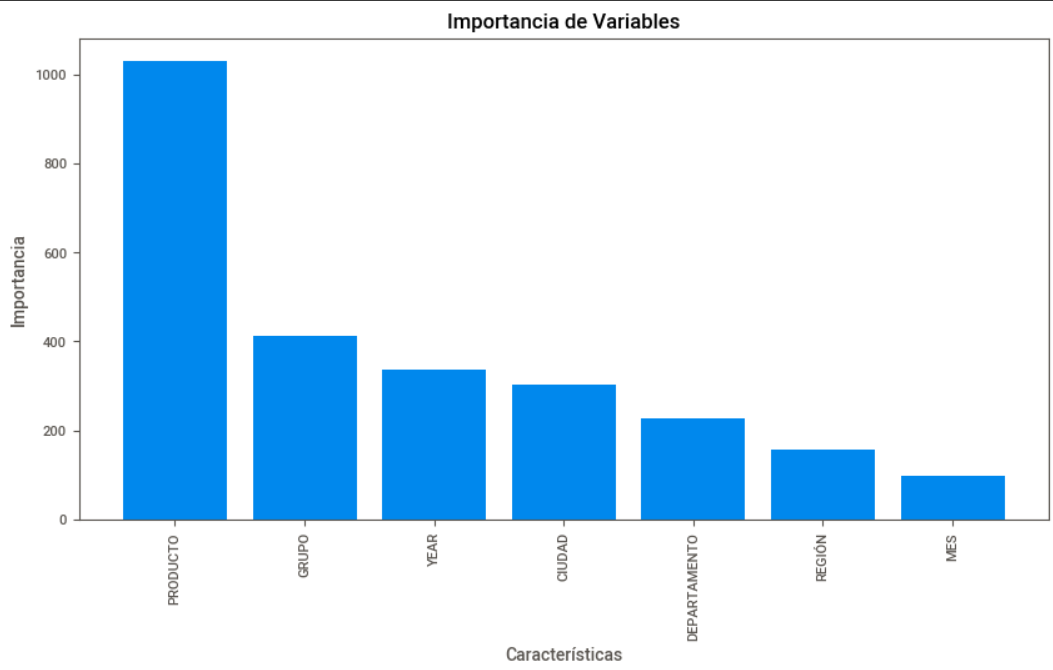 Importancia de Variables
Importancia
1000
800
600
400
200
0
PRODUCTO
GRUPO
YEAR
CIUDAD
DEPARTAMENTO
REGIÓN
MES
Características